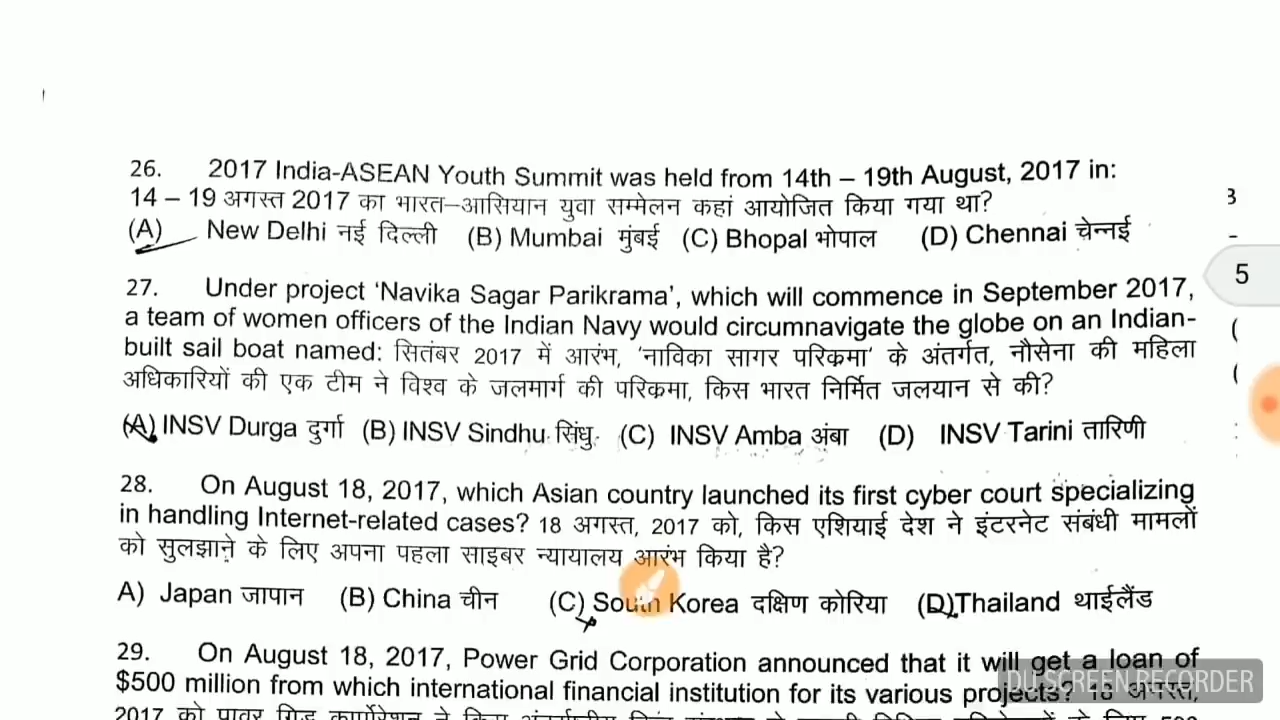 26. 2017 India-ASEAN Youth Summit was held from 14th – 19th August, 2017 in:
14 – 19 अगस्त 2017 का भारत–आसियान युवा सम्मेलन कहां आयोजित किया गया था?
(A) New Delhi नई दिल्ली (B) Mumbai मुंबई (C) Bhopal भोपाल (D) Chennai चेन्नई
27. Under project ‘Navika Sagar Parikrama’, which will commence in September 2017,
a team of women officers of the Indian Navy would circumnavigate the globe on an Indian-
built sail boat named: सितंबर 2017 में आरंभ, ‘नाविका सागर परिक्रमा’ के अंतर्गत, नौसेना की महिला
अधिकारियों की एक टीम ने विश्व के जलमार्ग की परिक्रमा, किस भारत निर्मित जलयान से की?
(A) INSV Durga दुर्गा (B) INSV Sindhu सिंधु (C) INSV Amba अंबा (D) INSV Tarini तारिणी
28. On August 18, 2017, which Asian country launched its first cyber court specializing
in handling Internet-related cases? 18 अगस्त, 2017 को, किस एशियाई देश ने इंटरनेट संबंधी मामलों
को सुलझाने के लिए अपना पहला साइबर न्यायालय आरंभ किया है?
A) Japan जापान (B) China चीन (C) South Korea दक्षिण कोरिया (D) Thailand थाईलैंड
29. On August 18, 2017, Power Grid Corporation announced that it will get a loan of
$500 million from which international financial institution for its various projects? 18 अगस्त,
2017 को पावर ग्रिड कार्पोरेशन ने किस
3
5
DU SCREEN RECORDER